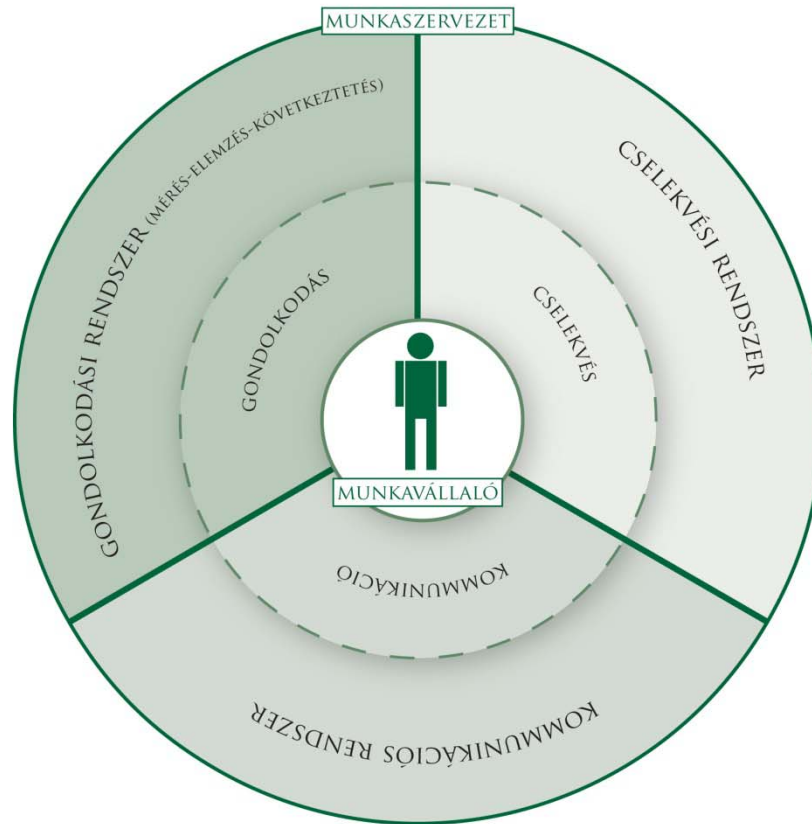 MUNKASZERVEZET
GONDOLKODÁSI RENDSZER (MÉRÉS-ELEMZÉS-KÖVETKEZTETÉS)
CSELEKVÉSI RENDSZER
GONDOLKODÁS
CSELEKVÉS
MUNKAVÁLLALÓ
KOMMUNIKÁCIÓ
KOMMUNIKÁCIÓS RENDSZER